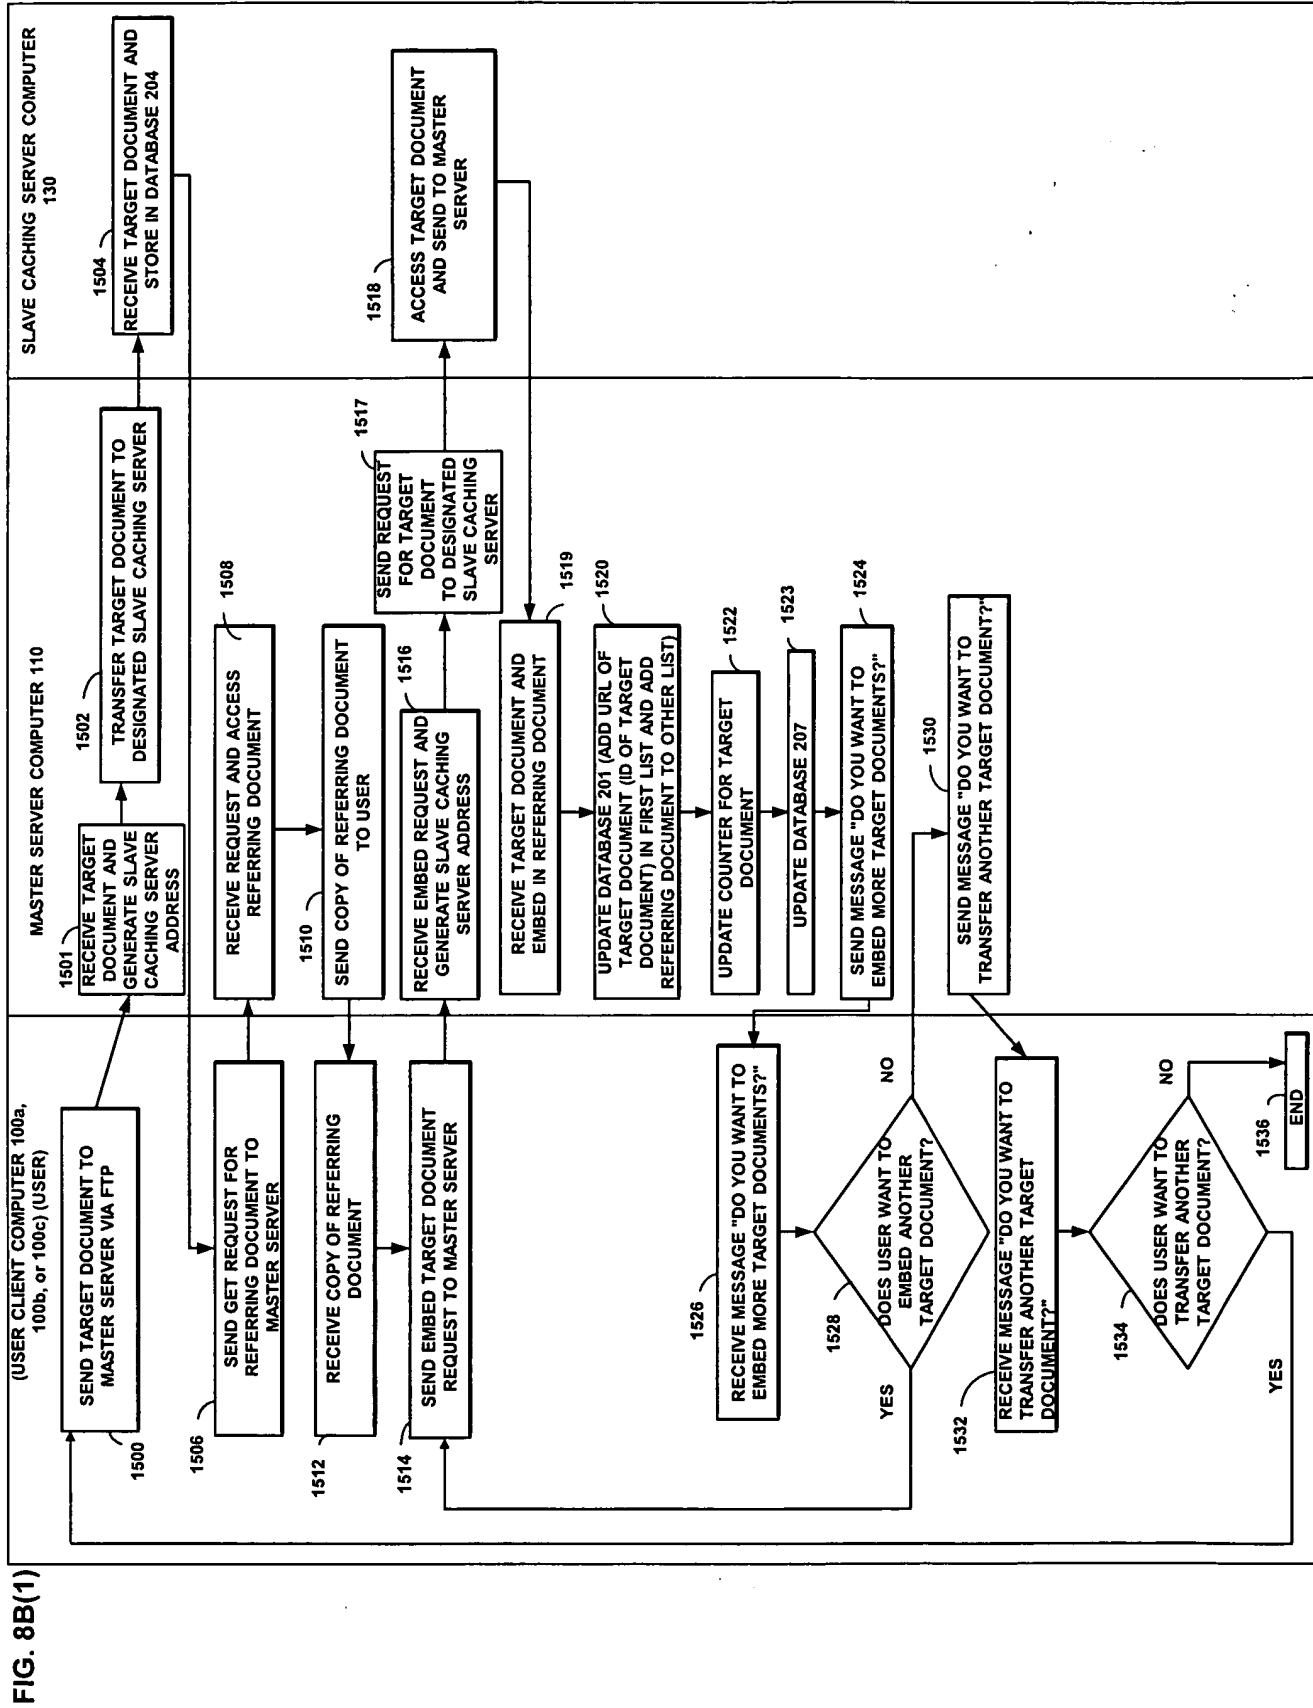 FIG. 8B(1)
(USER CLIENT COMPUTER 100a,
100b, or 100c) (USER)
MASTER SERVER COMPUTER 110
SLAVE CACHING SERVER COMPUTER
130
1500
SEND TARGET DOCUMENT TO
MASTER SERVER VIA FTP
1501
RECEIVE TARGET
DOCUMENT AND
GENERATE SLAVE
CACHING SERVER
ADDRESS
1502
TRANSFER TARGET DOCUMENT TO
DESIGNATED SLAVE CACHING SERVER
1504
RECEIVE TARGET DOCUMENT AND
STORE IN DATABASE 204
1506
SEND GET REQUEST FOR
REFERRING DOCUMENT TO
MASTER SERVER
1508
RECEIVE REQUEST AND ACCESS
REFERRING DOCUMENT
1510
SEND COPY OF REFERRING DOCUMENT
TO USER
1512
RECEIVE COPY OF REFERRING
DOCUMENT
1514
SEND EMBED TARGET DOCUMENT
REQUEST TO MASTER SERVER
1516
RECEIVE EMBED REQUEST AND
GENERATE SLAVE CACHING
SERVER ADDRESS
1517
SEND REQUEST
FOR TARGET
DOCUMENT
TO DESIGNATED
SLAVE CACHING
SERVER
1518
ACCESS TARGET DOCUMENT
AND SEND TO MASTER
SERVER
1519
RECEIVE TARGET DOCUMENT AND
EMBED IN REFERRING DOCUMENT
1520
UPDATE DATABASE 201 (ADD URL OF
TARGET DOCUMENT (ID OF TARGET
DOCUMENT) IN FIRST LIST AND ADD
REFERRING DOCUMENT TO OTHER LIST)
1522
UPDATE COUNTER FOR TARGET
DOCUMENT
1523
UPDATE DATABASE 207
1524
SEND MESSAGE "DO YOU WANT TO
EMBED MORE TARGET DOCUMENTS?"
1526
RECEIVE MESSAGE "DO YOU WANT TO
EMBED MORE TARGET DOCUMENTS?"
1528
DOES USER WANT TO
EMBED ANOTHER
TARGET DOCUMENT?
YES
NO
1530
SEND MESSAGE "DO YOU WANT TO
TRANSFER ANOTHER TARGET DOCUMENT?"
1532
RECEIVE MESSAGE "DO YOU WANT TO
TRANSFER ANOTHER TARGET
DOCUMENT?"
1534
DOES USER WANT TO
TRANSFER ANOTHER
TARGET DOCUMENT?
YES
NO
1536
END